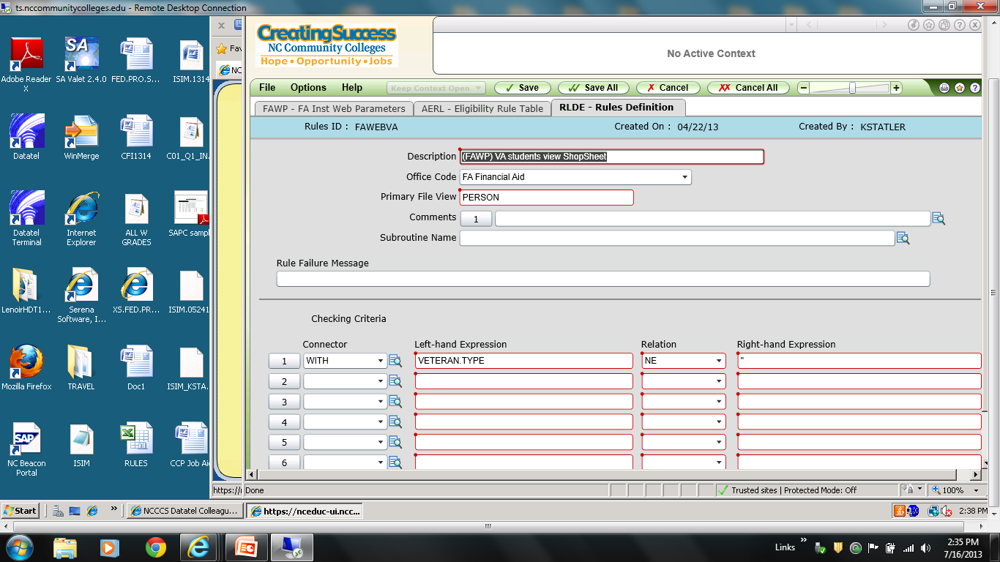 ts.nccommunitycolleges.edu - Remote Desktop Connection
Adobe Reader X
SA Valet 2.4.0
FED.PRO.S...
ISIM.1314
Datatel
WinMerge
CFI1314
C01_Q1_IN.
Datatel Terminal
Internet Explorer
ALL W GRADES
SAPC sampl
LenoirHDT1...
Serena Software, I...
XS.FED.PR...
ISIM.05241
Mozilla Firefox
TRAVEL
Doc1
ISIM_KSTA.
NC Beacon Portal
ISIM
RULES
CCP Job Aid
Fav
NC
CreatingSuccess
NC Community Colleges
Hope • Opportunity • Jobs
No Active Context
File Options Help Keep Context Open Save Save All Cancel Cancel All
FAWP - FA Inst Web Parameters AERL - Eligibility Rule Table RLDE - Rules Definition
Rules ID : FAWEBVA Created On : 04/22/13 Created By : KSTATLER
Description (FAWP) VA students view ShopSheet
Office Code FA Financial Aid
Primary File View PERSON
Comments 1
Subroutine Name
Rule Failure Message
Checking Criteria
Connector Left-hand Expression Relation Right-hand Expression
1 WITH VETERAN.TYPE NE "
2
3
4
5
6
https://r Done Trusted sites | Protected Mode: Off 100%
Start » NCCCS Datatel Colleagu... https://nceduc-ui.ncc... 2:38 PM
Links » 2:35 PM
7/16/2013